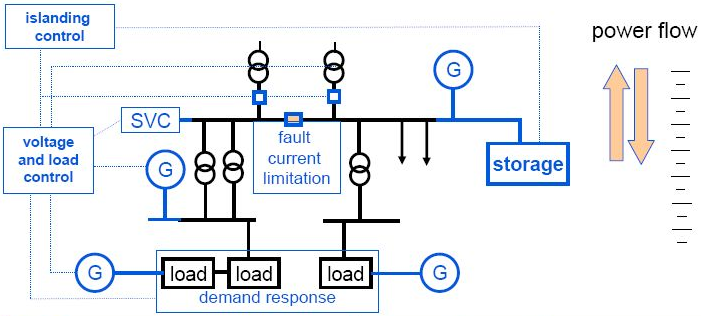 islanding
control
power flow
G
SVC
fault
current
limitation
voltage
and load
control
G
storage
G
load
load
load
G
demand response